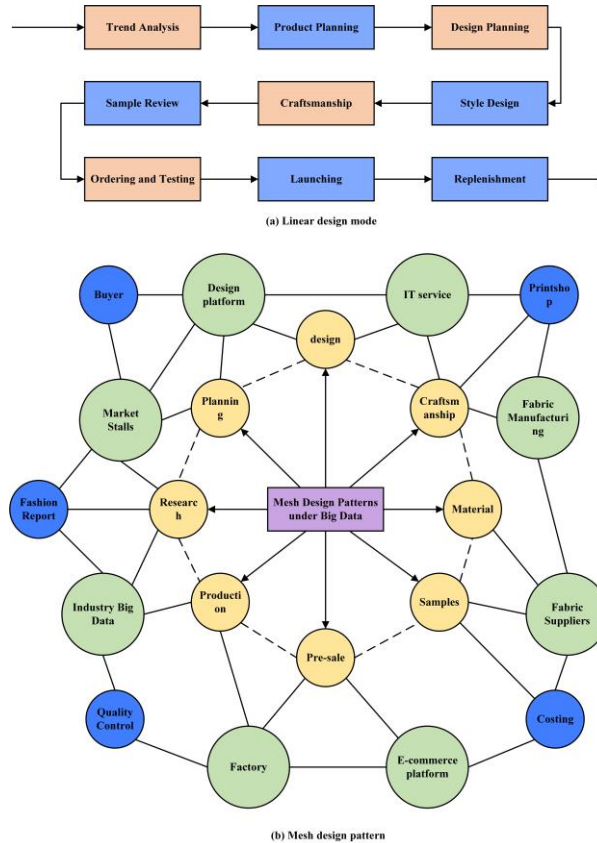 Trend Analysis
Product Planning
Design Planning
Sample Review
Craftsmanship
Style Design
Ordering and Testing
Launching
Replenishment
(a) Linear design mode
Buyer
Design
platform
IT service
Printsho
p
design
Market
Stalls
Plannin
g
Craftsm
anship
Fabric
Manufacturi
ng
Fashion
Report
Researc
h
Mesh Design Patterns
under Big Data
Material
Industry Big
Data
Producti
on
Samples
Fabric
Suppliers
Pre-sale
Quality
Control
Factory
E-commerce
platform
Costing
(b) Mesh design pattern